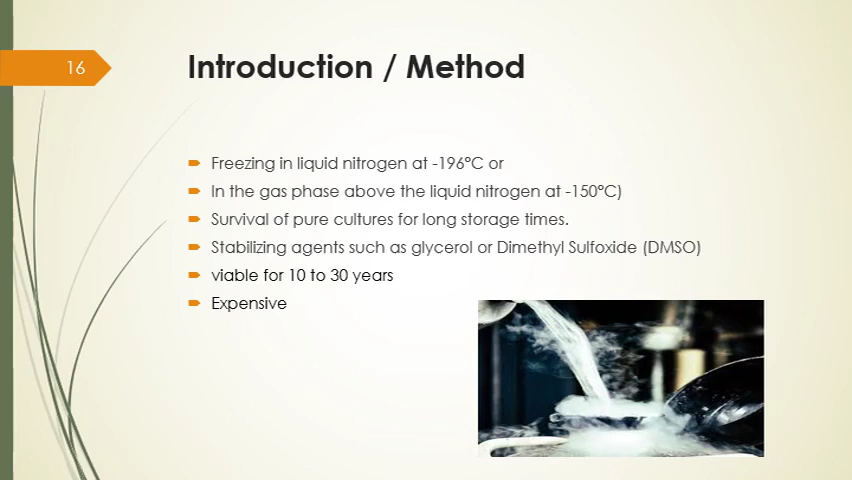 16
Introduction / Method
Freezing in liquid nitrogen at -196°C or
In the gas phase above the liquid nitrogen at -150°C)
Survival of pure cultures for long storage times.
Stabilizing agents such as glycerol or Dimethyl Sulfoxide (DMSO)
viable for 10 to 30 years
Expensive